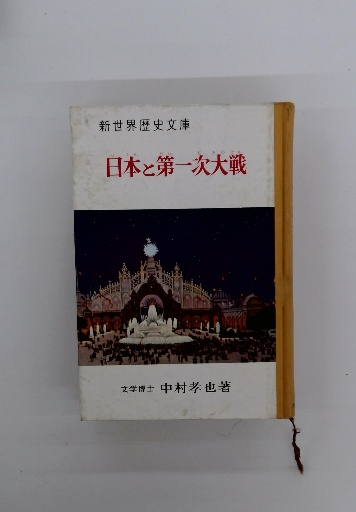 新世界歴史文庫
日本と第一次大戦
文学博士 中村孝也著